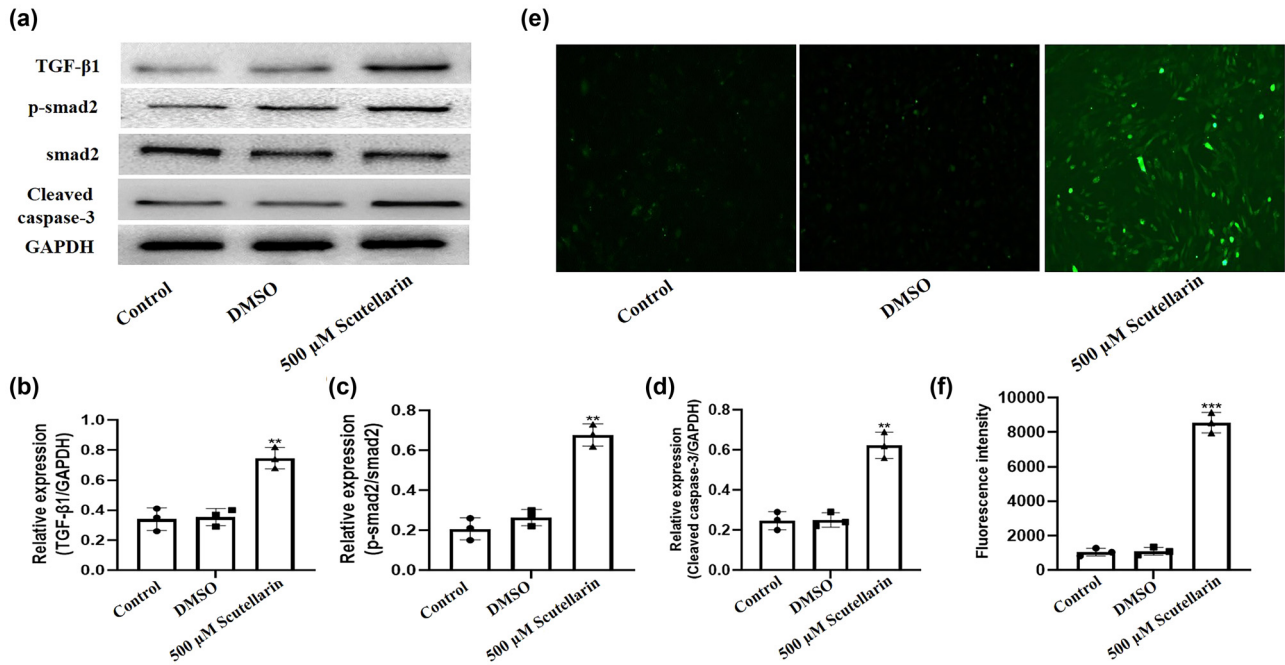 (a)
TGF-β1
p-smad2
smad2
Cleaved
caspase-3
GAPDH
Control
DMSO
500 µM Scutellarin
(e)
Control
DMSO
500 µM Scutellarin
(b)
Relative expression
(TGF-β1/GAPDH)
1.0
0.8
0.6
0.4
0.2
0.0
**
Control
DMSO
500 µM Scutellarin
(c)
Relative expression
(p-smad2/smad2)
0.8
0.6
0.4
0.2
0.0
**
Control
DMSO
500 µM Scutellarin
(d)
Relative expression
(Cleaved caspase-3/GAPDH)
0.8
0.6
0.4
0.2
0.0
**
Control
DMSO
500 µM Scutellarin
(f)
Fluorescence intensity
10000
8000
6000
4000
2000
0
***
Control
DMSO
500 µM Scutellarin